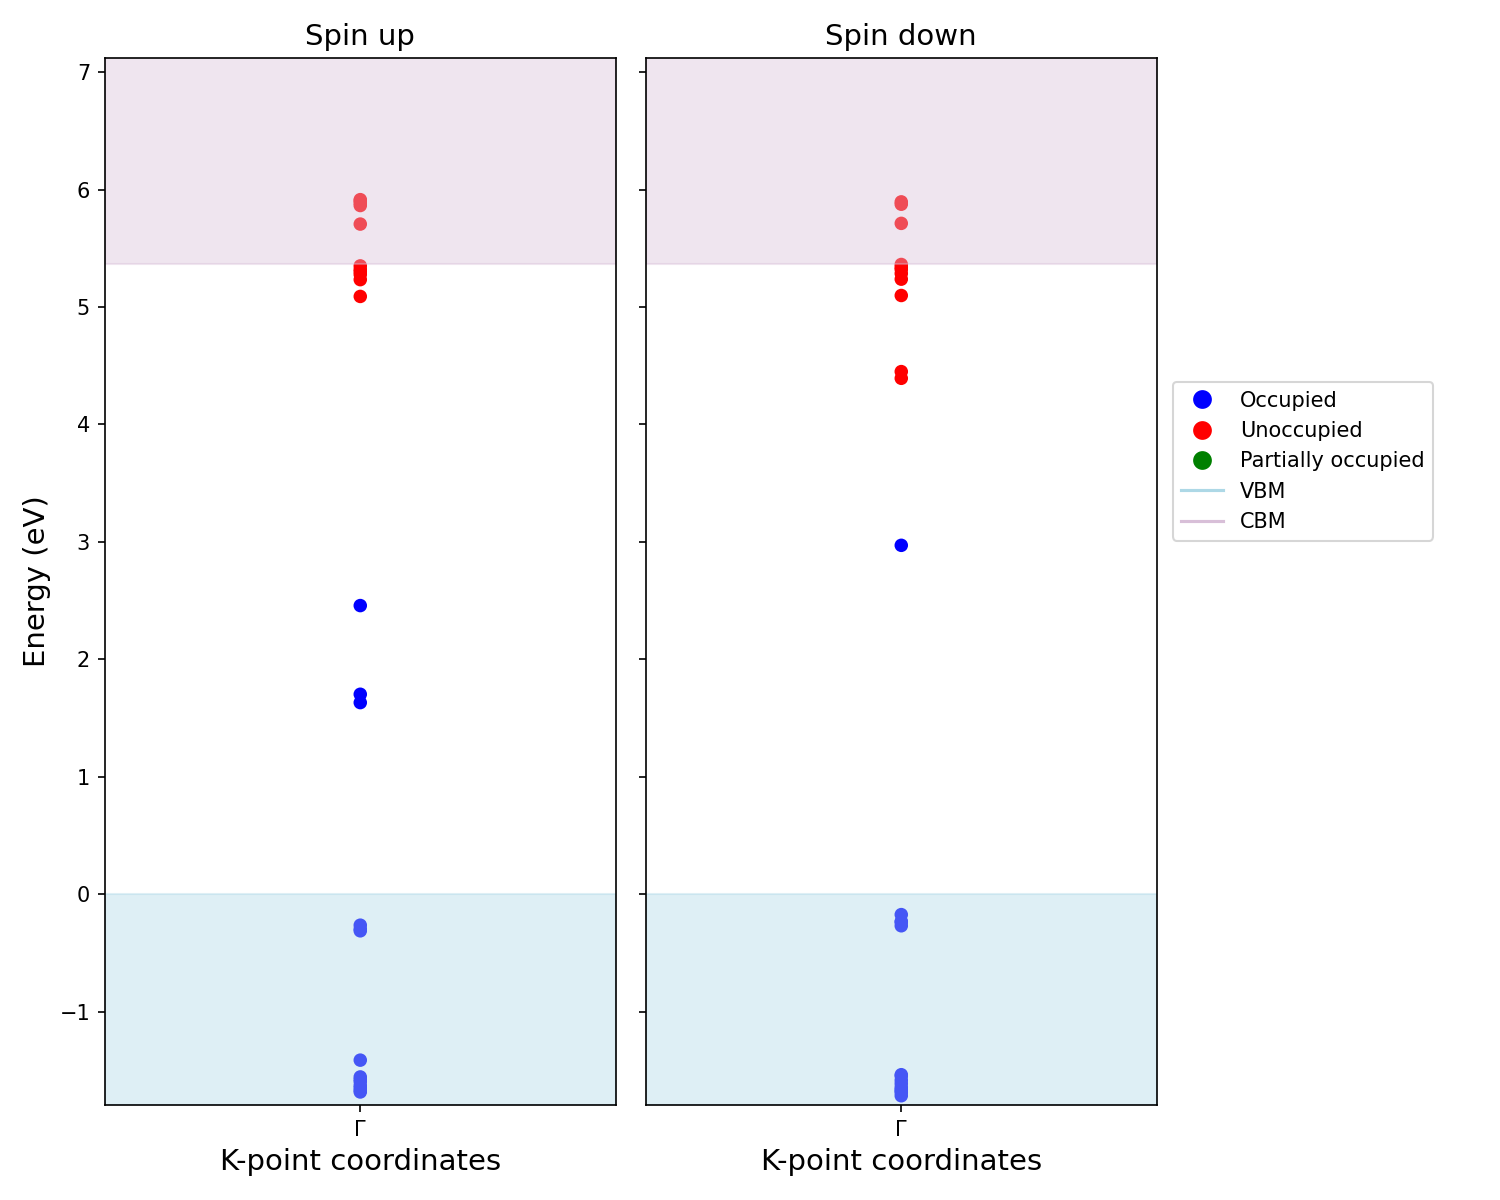 Spin up
Spin down
7
6
5
4
3
2
1
0
−1
Energy (eV)
Γ
Γ
K-point coordinates
K-point coordinates
Occupied
Unoccupied
Partially occupied
VBM
CBM